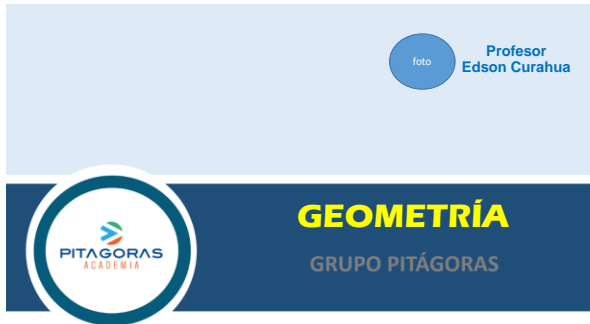 foto
Profesor
Edson Curahua
GEOMETRÍA
GRUPO PITÁGORAS
PITAGORAS
ACADEMIA